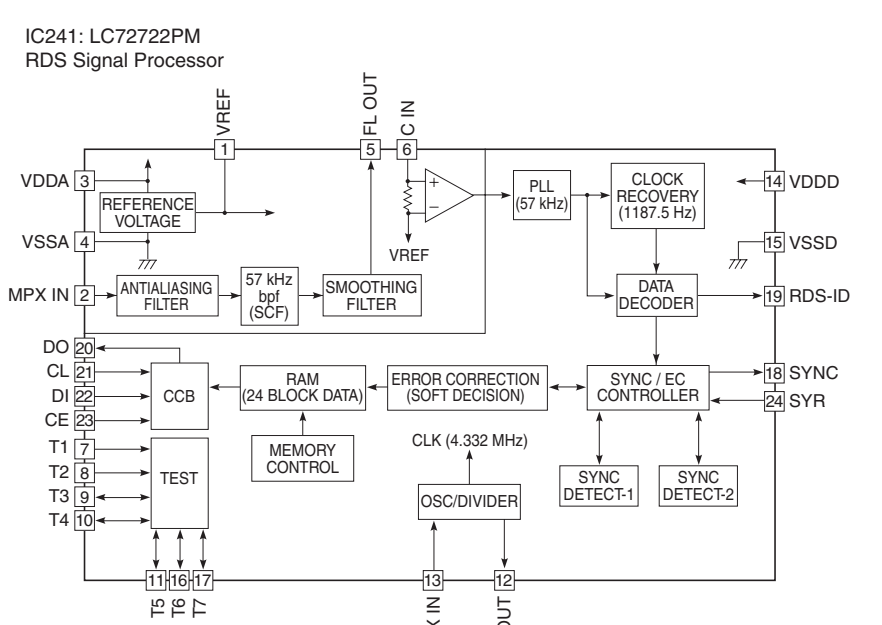 IC241: LC72722PM
RDS Signal Processor
VREF
FL OUT
C IN
1
5
6
VDDA 3
REFERENCE
VOLTAGE
VSSA 4
+
−
VREF
PLL
(57 kHz)
CLOCK
RECOVERY
(1187.5 Hz)
14 VDDD
15 VSSD
MPX IN 2
ANTIALIASING
FILTER
57 kHz
bpf
(SCF)
SMOOTHING
FILTER
DATA
DECODER
19 RDS-ID
DO 20
CL 21
DI 22
CE 23
CCB
RAM
(24 BLOCK DATA)
ERROR CORRECTION
(SOFT DECISION)
SYNC / EC
CONTROLLER
18 SYNC
24 SYR
T1 7
T2 8
T3 9
T4 10
TEST
MEMORY
CONTROL
CLK (4.332 MHz)
OSC/DIVIDER
SYNC
DETECT-1
SYNC
DETECT-2
11
16
17
13
12
T5
T6
T7
IN